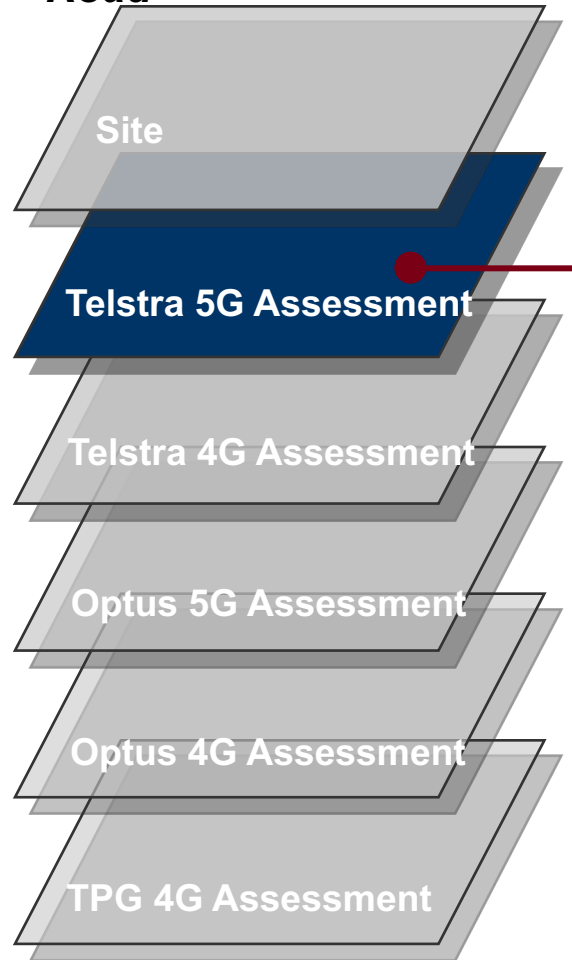 Site
Telstra 5G Assessment
Telstra 4G Assessment
Optus 5G Assessment
Optus 4G Assessment
TPG 4G Assessment